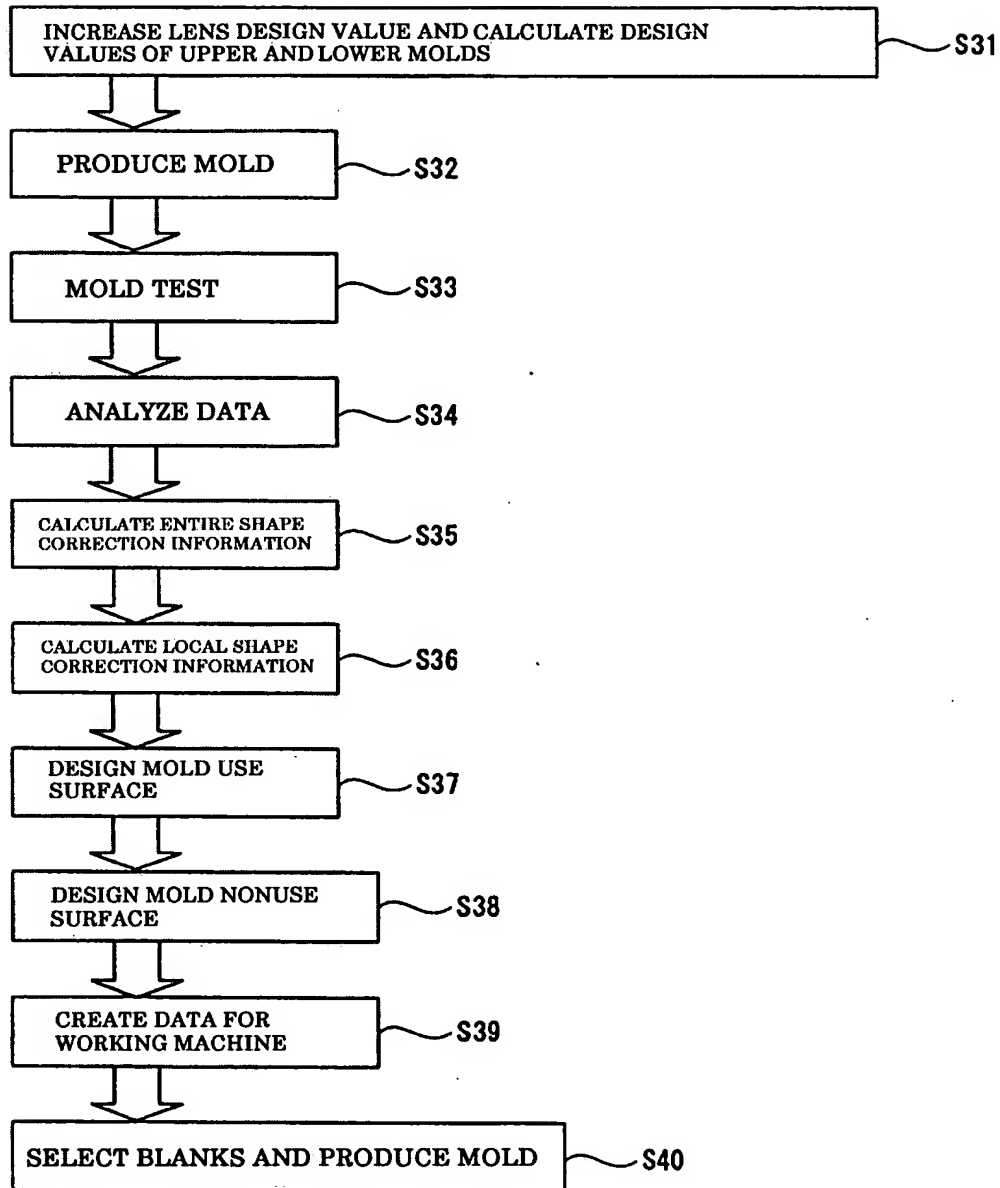 INCREASE LENS DESIGN VALUE AND CALCULATE DESIGN
VALUES OF UPPER AND LOWER MOLDS
S31
PRODUCE MOLD
S32
MOLD TEST
S33
ANALYZE DATA
S34
CALCULATE ENTIRE SHAPE
CORRECTION INFORMATION
S35
CALCULATE LOCAL SHAPE
CORRECTION INFORMATION
S36
DESIGN MOLD USE
SURFACE
S37
DESIGN MOLD NONUSE
SURFACE
S38
CREATE DATA FOR
WORKING MACHINE
S39
SELECT BLANKS AND PRODUCE MOLD
S40